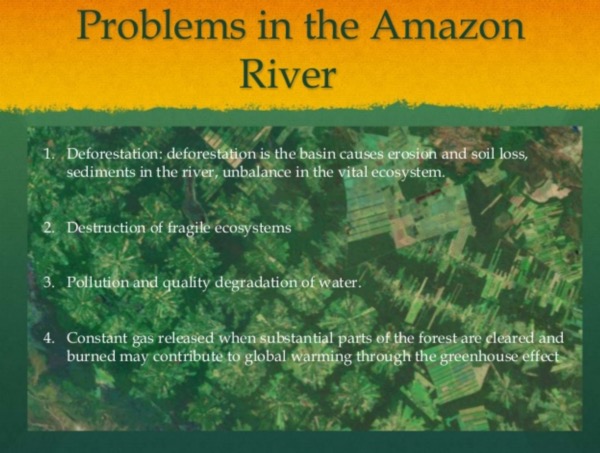 Problems in the Amazon
River
1. Deforestation: deforestation is the basin causes erosion and soil loss,
sediments in the river, unbalance in the vital ecosystem.
2. Destruction of fragile ecosystems
3. Pollution and quality degradation of water.
4. Constant gas released when substantial parts of the forest are cleared and
burned may contribute to global warming through the greenhouse effect